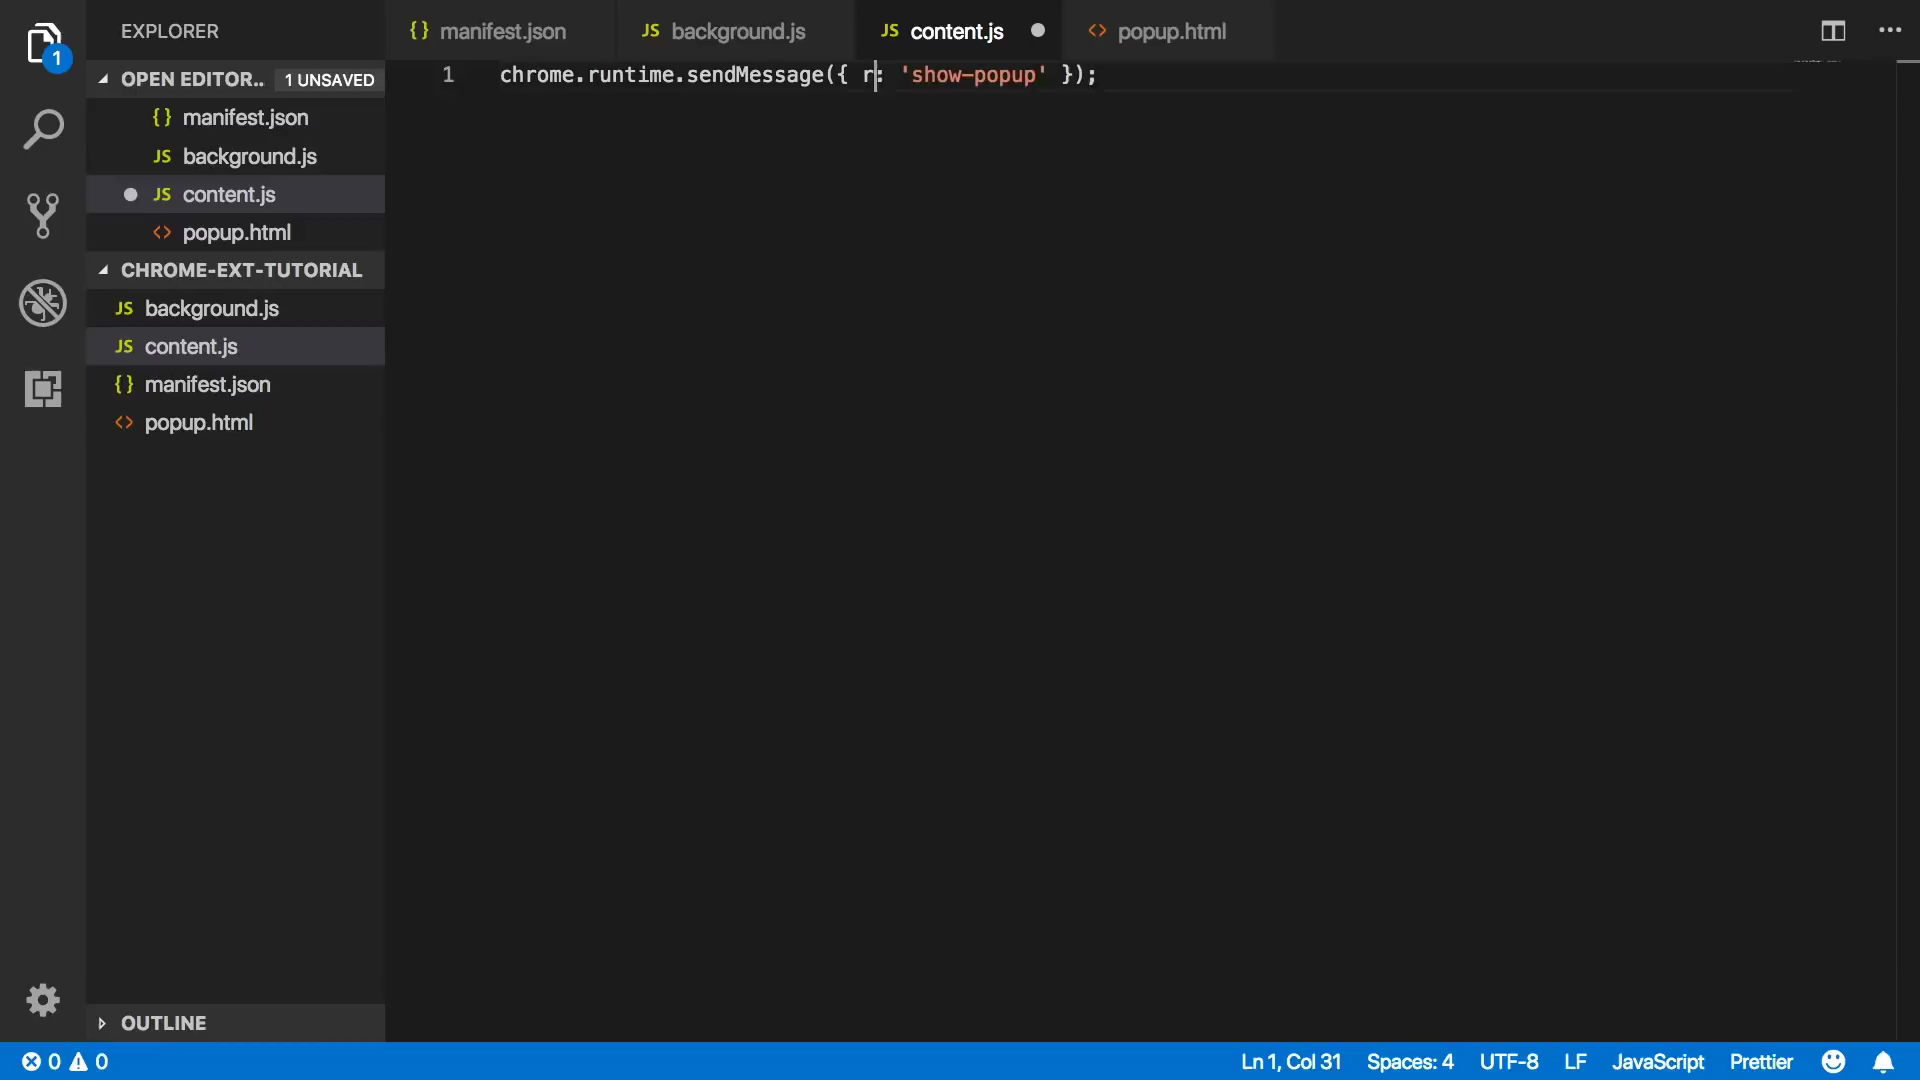 EXPLORER
{} manifest.json
JS background.js
JS content.js
<> popup.html
1
OPEN EDITOR.. 1 UNSAVED
{} manifest.json
JS background.js
JS content.js
<> popup.html
CHROME-EXT-TUTORIAL
JS background.js
JS content.js
{} manifest.json
<> popup.html
OUTLINE
1 chrome.runtime.sendMessage({ r: 'show-popup' });
0 0 Ln 1, Col 31 Spaces: 4 UTF-8 LF JavaScript Prettier